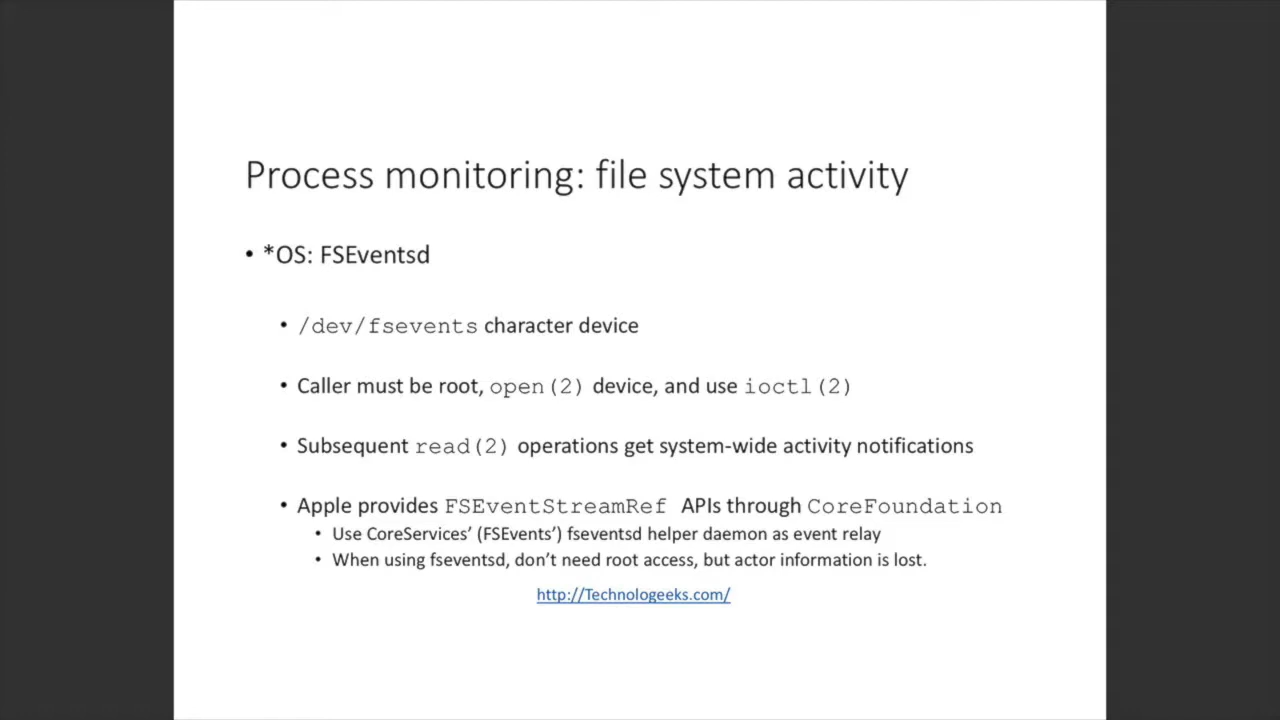 Process monitoring: file system activity
• *OS: FSEventsd
• /dev/fsevents character device
• Caller must be root, open(2) device, and use ioctl(2)
• Subsequent read(2) operations get system-wide activity notifications
• Apple provides FSEventStreamRef APIs through CoreFoundation
• Use CoreServices’ (FSEvents’) fseventsd helper daemon as event relay
• When using fseventsd, don’t need root access, but actor information is lost.
http://Technologeeks.com/